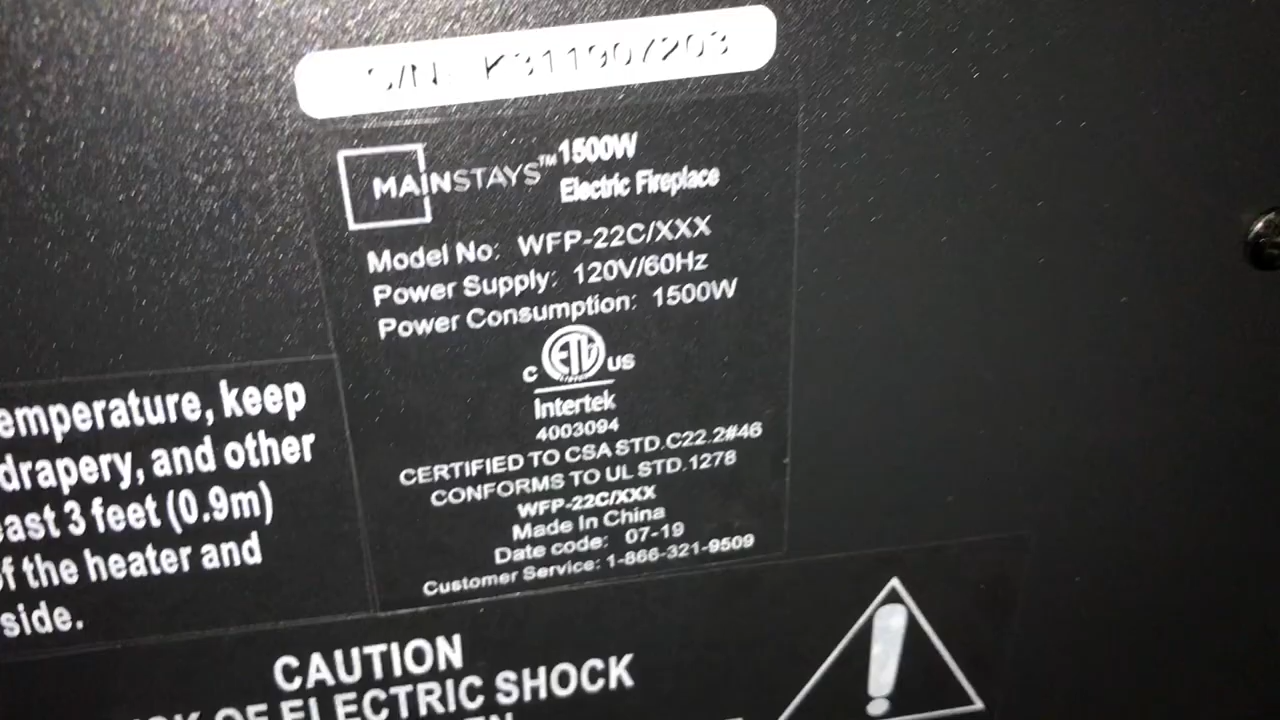 S/N: K311907203
MAINSTAYS™ 1500W
Electric Fireplace
Model No: WFP-22C/XXX
Power Supply: 120V/60Hz
Power Consumption: 1500W
C ETL US
Intertek
4003094
CERTIFIED TO CSA STD.C22.2#46
CONFORMS TO UL STD.1278
WFP-22C/XXX
Made In China
Date code: 07-19
Customer Service: 1-866-321-9509
emperature, keep
drapery, and other
east 3 feet (0.9m)
of the heater and
side.
CAUTION
OF ELECTRIC SHOCK